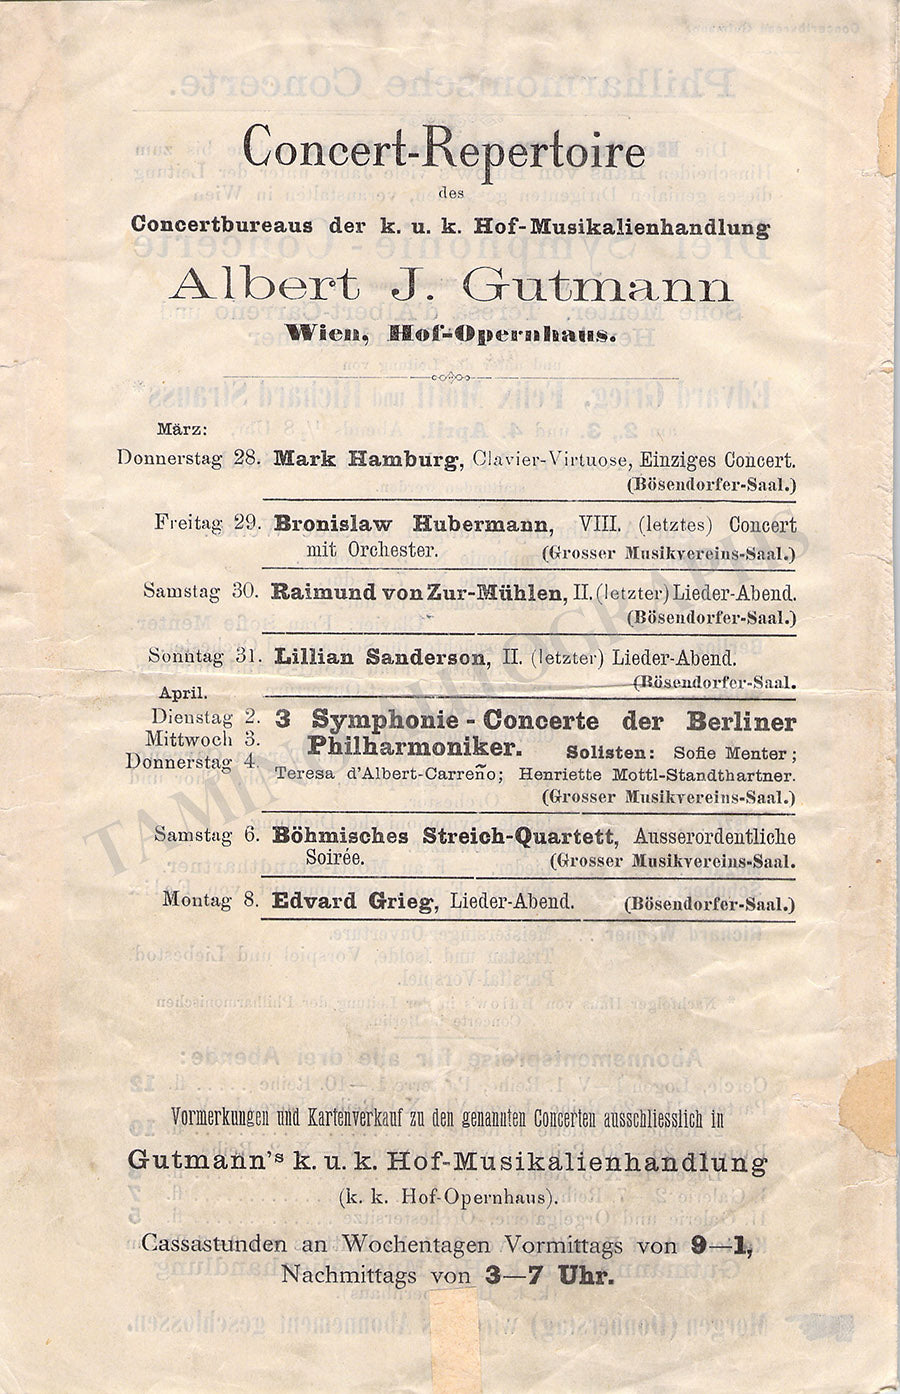 Concert-Repertoire
des
Concertbureaus der k. u. k. Hof-Musikalienhandlung
Albert J. Gutmann
Wien, Hof-Opernhaus.
März:
Donnerstag 28. Mark Hamburg, Clavier-Virtuose, Einziges Concert.
(Bösendorfer-Saal.)
Freitag 29. Bronislaw Hubermann, VIII. (letztes) Concert
mit Orchester. (Grosser Musikvereins-Saal.)
Samstag 30. Raimund von Zur-Mühlen, II. (letzter) Lieder-Abend.
(Bösendorfer-Saal.)
Sonntag 31. Lillian Sanderson, II. (letzter) Lieder-Abend.
(Bösendorfer-Saal.
April.
Dienstag 2. 3 Symphonie-Concerte der Berliner
Mittwoch 3. Philharmoniker. Solisten: Sofie Menter;
Donnerstag 4. Teresa d'Albert-Carreño; Henriette Mottl-Standthartner.
(Grosser Musikvereins-Saal.)
Samstag 6. Böhmisches Streich-Quartett, Ausserordentliche
Soirée. (Grosser Musikvereins-Saal.
Montag 8. Edvard Grieg, Lieder-Abend. (Bösendorfer-Saal.)
Vormerkungen und Kartenverkauf zu den genannten Concerten ausschliesslich in
Gutmann's k. u. k. Hof-Musikalienhandlung
(k. k. Hof-Opernhaus).
Cassastunden an Wochentagen Vormittags von 9—1,
Nachmittags von 3—7 Uhr.
TAMINO AUTOGRAPHS